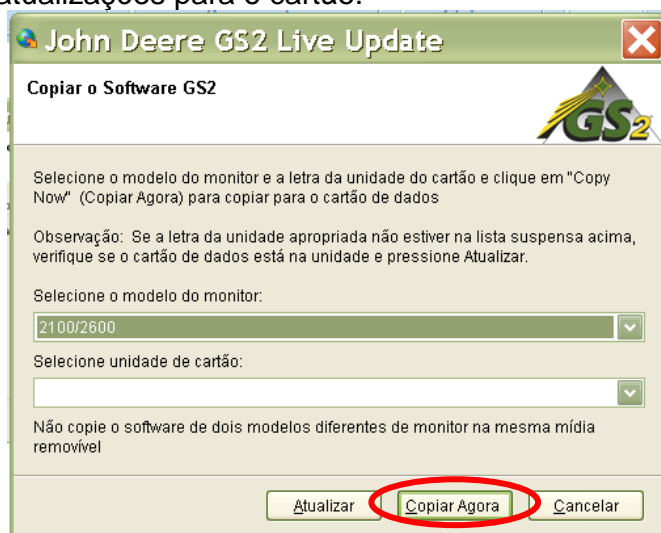 atualizações para o cartão.
John Deere GS2 Live Update
Copiar o Software GS2
GS2
Selecione o modelo do monitor e a letra da unidade do cartão e clique em "Copy
Now" (Copiar Agora) para copiar para o cartão de dados
Observação: Se a letra da unidade apropriada não estiver na lista suspensa acima,
verifique se o cartão de dados está na unidade e pressione Atualizar.
Selecione o modelo do monitor:
2100/2600
Selecione unidade de cartão:
Não copie o software de dois modelos diferentes de monitor na mesma mídia
removível
Atualizar Copiar Agora Cancelar